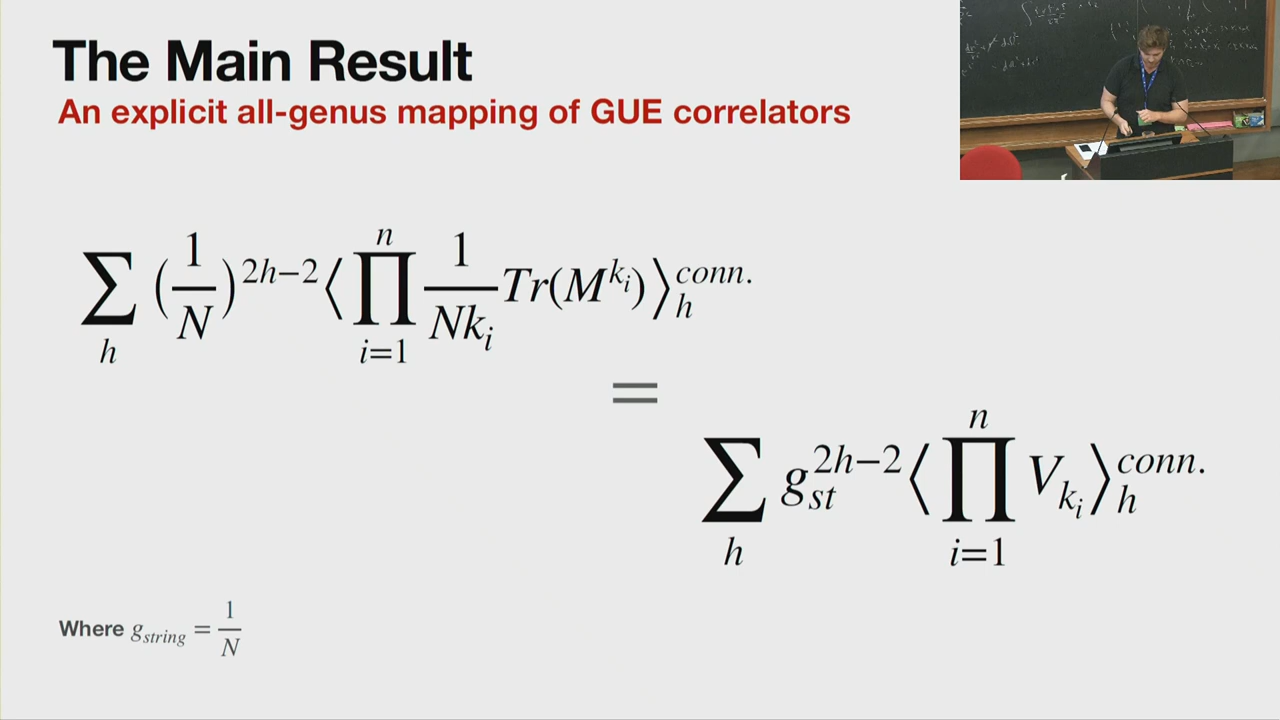 The Main Result
An explicit all-genus mapping of GUE correlators
∑_h (1/N)^{2h−2} ⟨∏_{i=1}^{n} 1/(Nk_i) Tr(M^{k_i})⟩_h^{conn.}
=
∑_h g_{st}^{2h−2} ⟨∏_{i=1}^{n} V_{k_i}⟩_h^{conn.}
Where g_{string} = 1/N